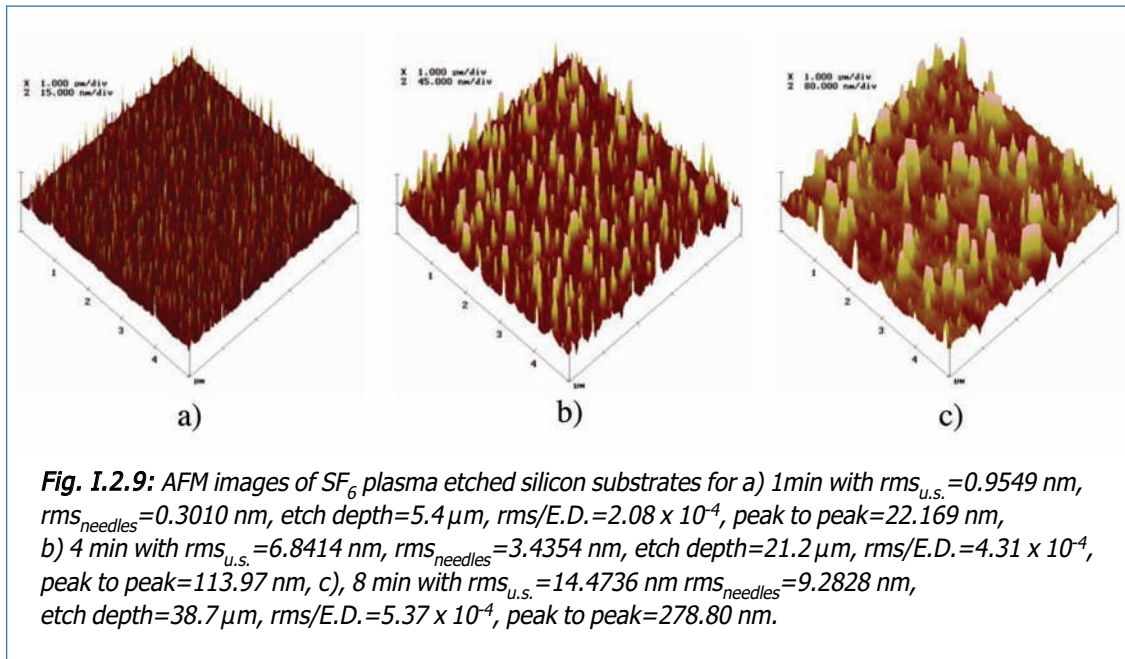 X 1.000 µm/div
Z 15.000 nm/div
X 1.000 µm/div
Z 45.000 nm/div
X 1.000 µm/div
Z 80.000 nm/div
1
2
3
4
µm
1
2
3
4
µm
1
2
3
4
µm
a)
b)
c)
Fig. I.2.9: AFM images of SF₆ plasma etched silicon substrates for a) 1min with rms_u.s.=0.9549 nm,
rms_needles=0.3010 nm, etch depth=5.4 µm, rms/E.D.=2.08 x 10⁻⁴, peak to peak=22.169 nm,
b) 4 min with rms_u.s.=6.8414 nm, rms_needles=3.4354 nm, etch depth=21.2 µm, rms/E.D.=4.31 x 10⁻⁴,
peak to peak=113.97 nm, c), 8 min with rms_u.s.=14.4736 nm rms_needles=9.2828 nm,
etch depth=38.7 µm, rms/E.D.=5.37 x 10⁻⁴, peak to peak=278.80 nm.